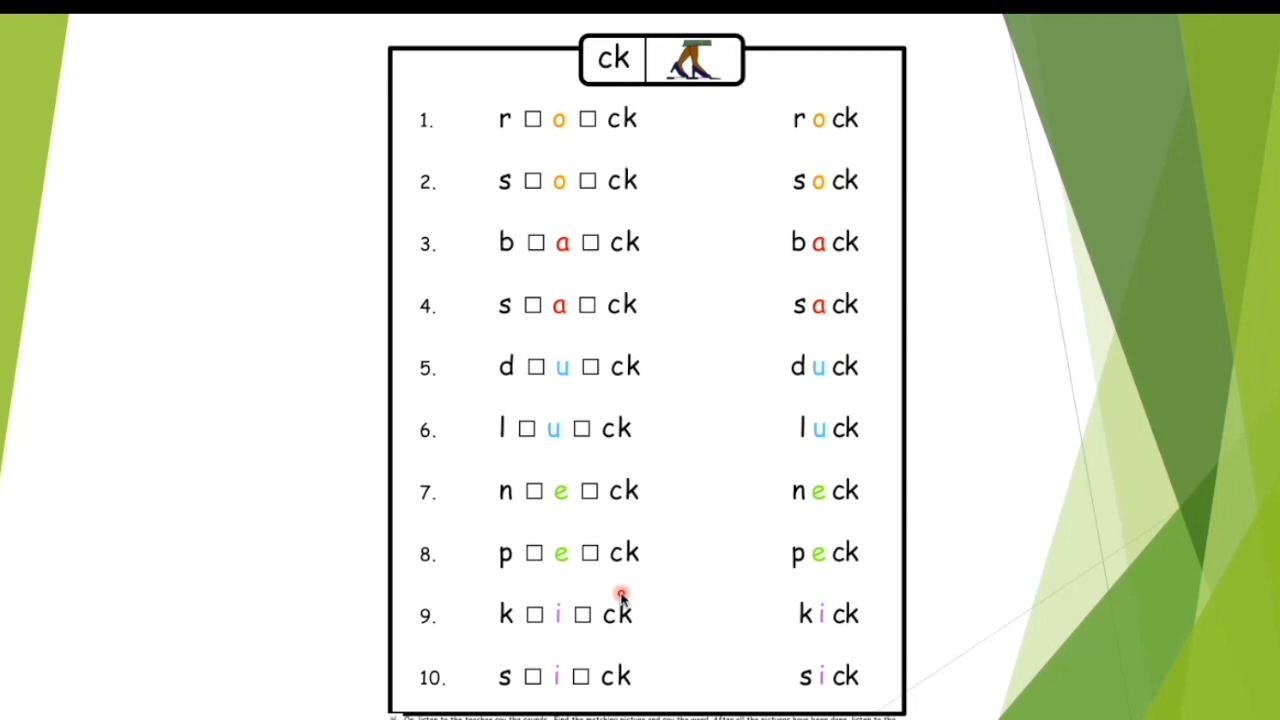 ck
1. r □ o □ ck rock
2. s □ o □ ck sock
3. b □ a □ ck back
4. s □ a □ ck sack
5. d □ u □ ck duck
6. l □ u □ ck luck
7. n □ e □ ck neck
8. p □ e □ ck peck
9. k □ i □ ck kick
10. s □ i □ ck sick